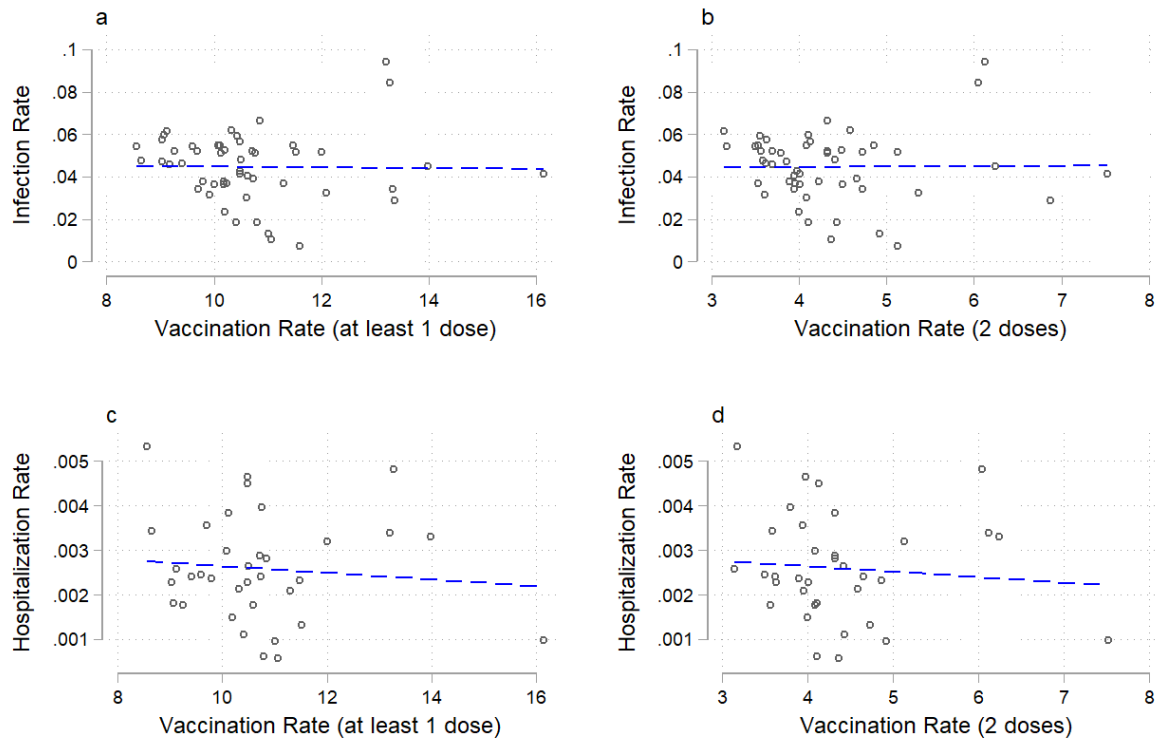 a
Infection Rate
.1
.08
.06
.04
.02
0
8 10 12 14 16
Vaccination Rate (at least 1 dose)
b
Infection Rate
.1
.08
.06
.04
.02
0
3 4 5 6 7 8
Vaccination Rate (2 doses)
c
Hospitalization Rate
.005
.004
.003
.002
.001
8 10 12 14 16
Vaccination Rate (at least 1 dose)
d
Hospitalization Rate
.005
.004
.003
.002
.001
3 4 5 6 7 8
Vaccination Rate (2 doses)